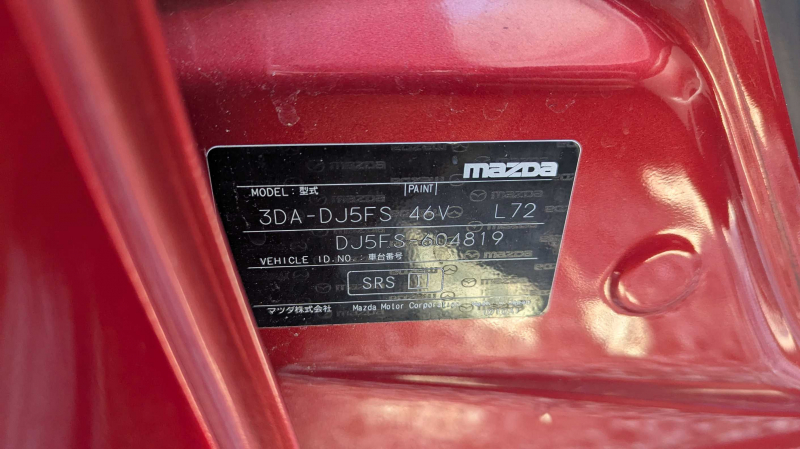 mazda
MODEL : 型式 PAINT
3DA-DJ5FS 46V L72
DJ5FS-604819
VEHICLE ID.NO.: 車台番号
SRS
マツダ株式会社 Mazda Motor Corporation